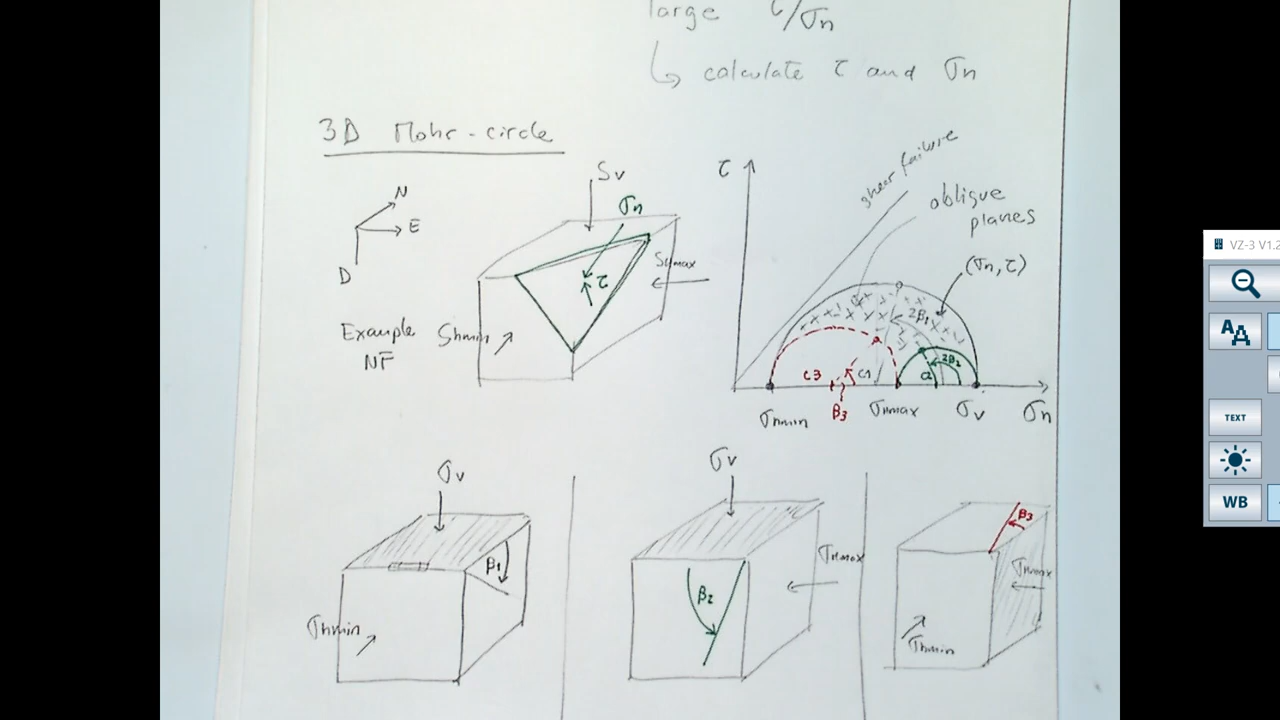 large τ/σn
↳ calculate τ and σn
3D Mohr-circle
N
E
D
Example
NF
Sv
σn
τ
SHmax
Shmin
τ
shear failure
oblique
planes
(σn, τ)
2β1
2β2
C3
C1
C2
β3
σhmin
σHmax
σv
σn
σv
β1
σhmin
σv
β2
σHmax
β3
σHmax
σhmin
VZ-3 V1.2
AA
TEXT
WB